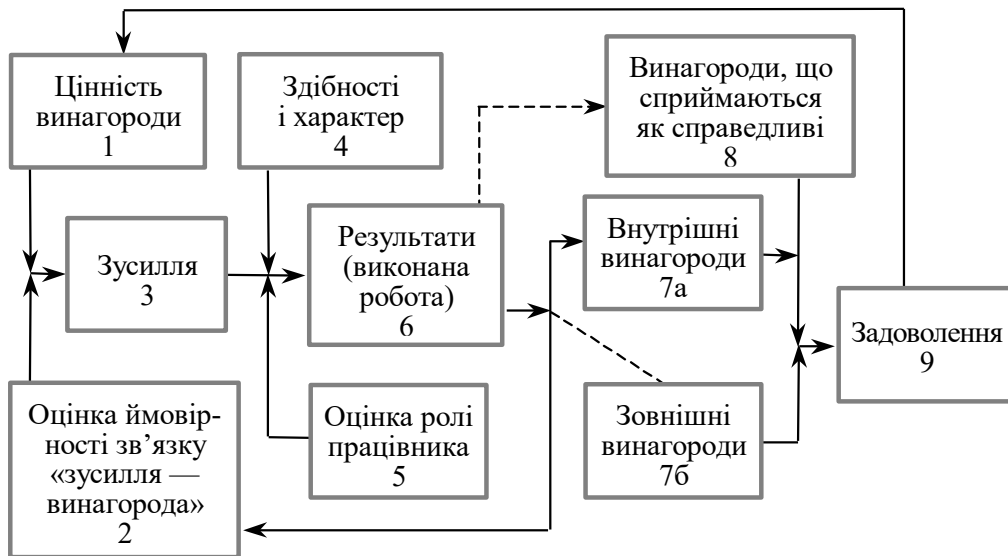 Цінність
винагороди
1
Здібності
і характер
4
Винагороди, що
сприймаються
як справедливі
8
Зусилля
3
Результати
(виконана
робота)
6
Внутрішні
винагороди
7а
Задоволення
9
Оцінка ймовір-
ності зв’язку
«зусилля —
винагорода»
2
Оцінка ролі
працівника
5
Зовнішні
винагороди
7б